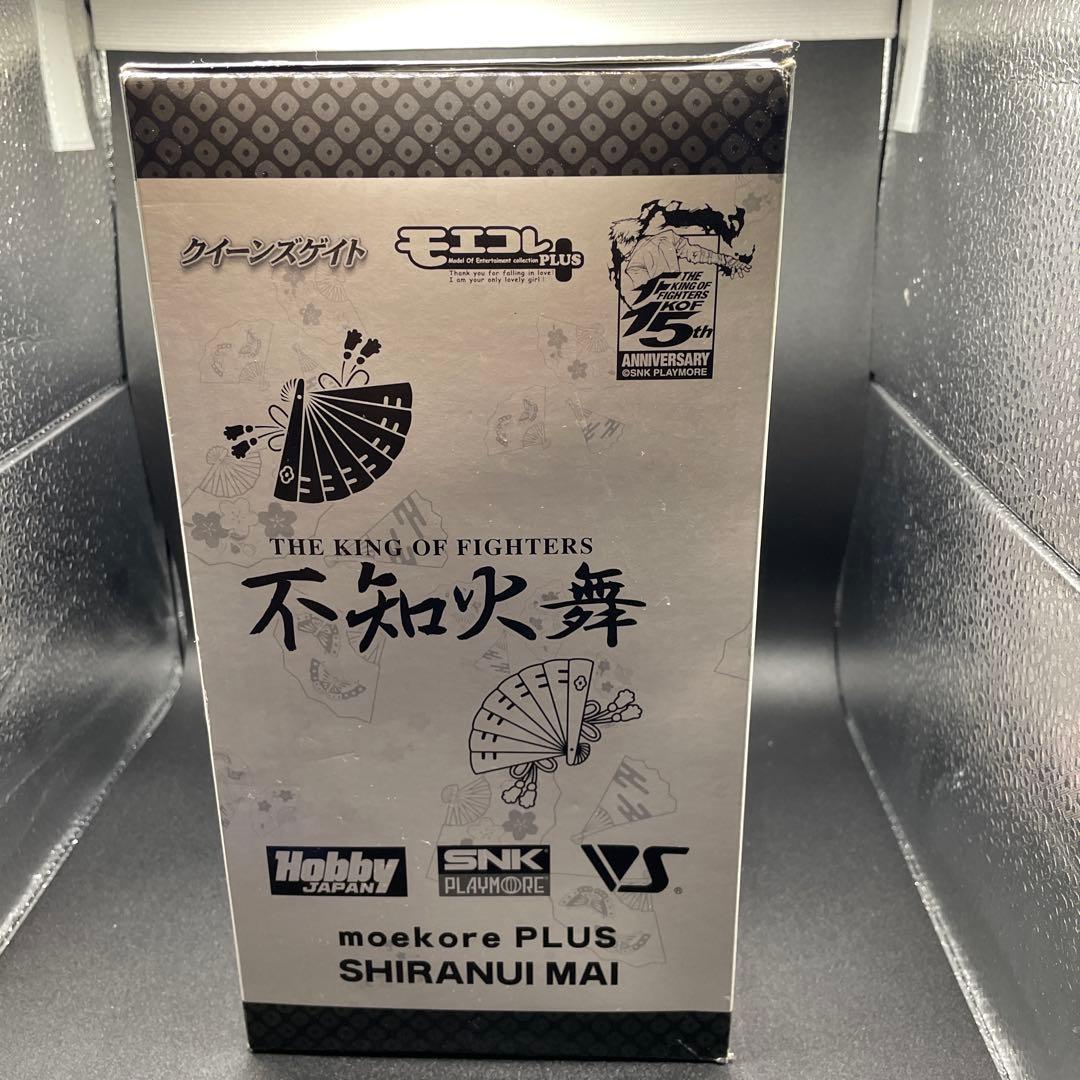 クイーンズゲイト
モエコレ PLUS
Model Of Entertaiment collection
Thank you for falling in love!
I am your only lovely girl!
THE
KING OF
FIGHTERS
KOF
15th
ANNIVERSARY
©SNK PLAYMORE
THE KING OF FIGHTERS
不知火舞
Hobby
JAPAN
SNK
PLAYMORE
VS®
moekore PLUS
SHIRANUI MAI